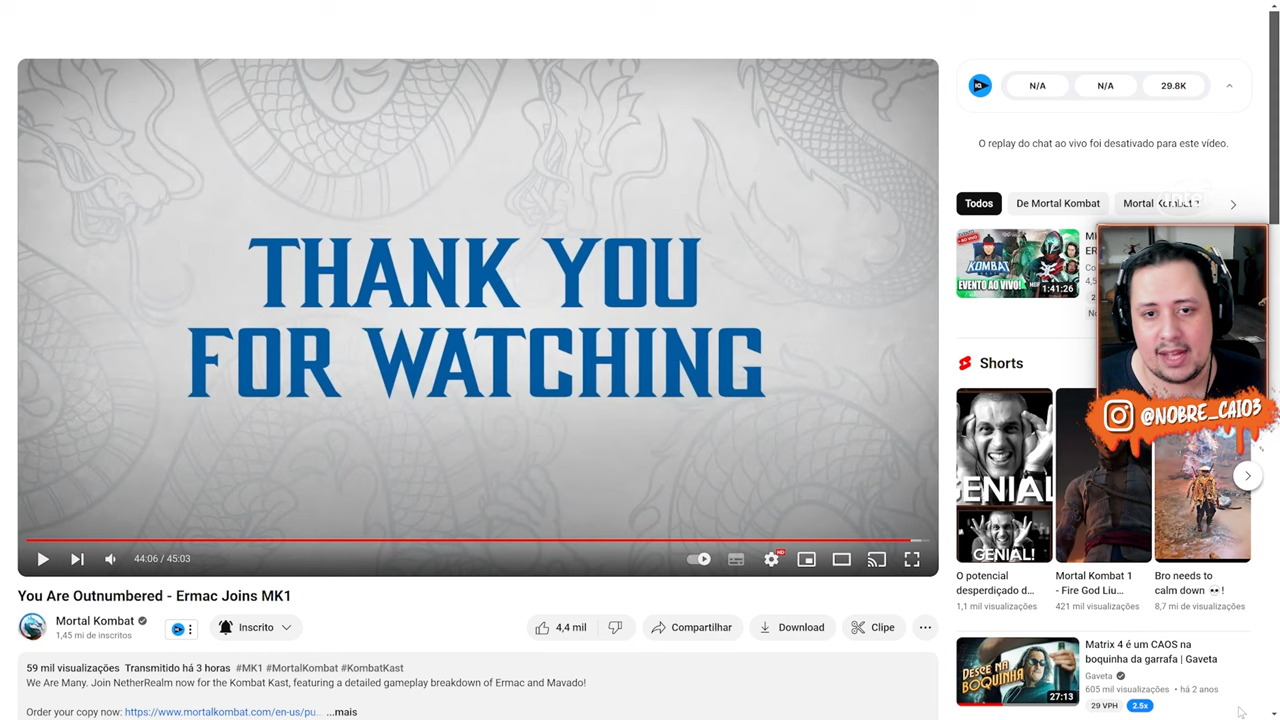 THANK YOU
FOR WATCHING
44:06 / 45:03
HD
You Are Outnumbered - Ermac Joins MK1
Mortal Kombat
1,45 mi de inscritos
Inscrito
4,4 mil
Compartilhar
Download
Clipe
59 mil visualizações Transmitido há 3 horas #MK1 #MortalKombat #KombatKast
We Are Many. Join NetherRealm now for the Kombat Kast, featuring a detailed gameplay breakdown of Ermac and Mavado!
Order your copy now: https://www.mortalkombat.com/en-us/pu... ...mais
N/A
N/A
29.8K
O replay do chat ao vivo foi desativado para este vídeo.
Todos
De Mortal Kombat
Mortal Kombat
AO VIVO
KOMBAT
EVENTO AO VIVO!
1:41:26
@NOBRE_CAIO3
Shorts
GENIAL
GENIAL!
O potencial
desperdiçado d...
1,1 mil visualizações
Mortal Kombat 1
- Fire God Liu...
421 mil visualizações
Bro needs to
calm down 💀!
8,7 mi de visualizações
DESCE NA
BOQUINHA
27:13
Matrix 4 é um CAOS na
boquinha da garrafa | Gaveta
Gaveta
605 mil visualizações • há 2 anos
29 VPH
2.5x